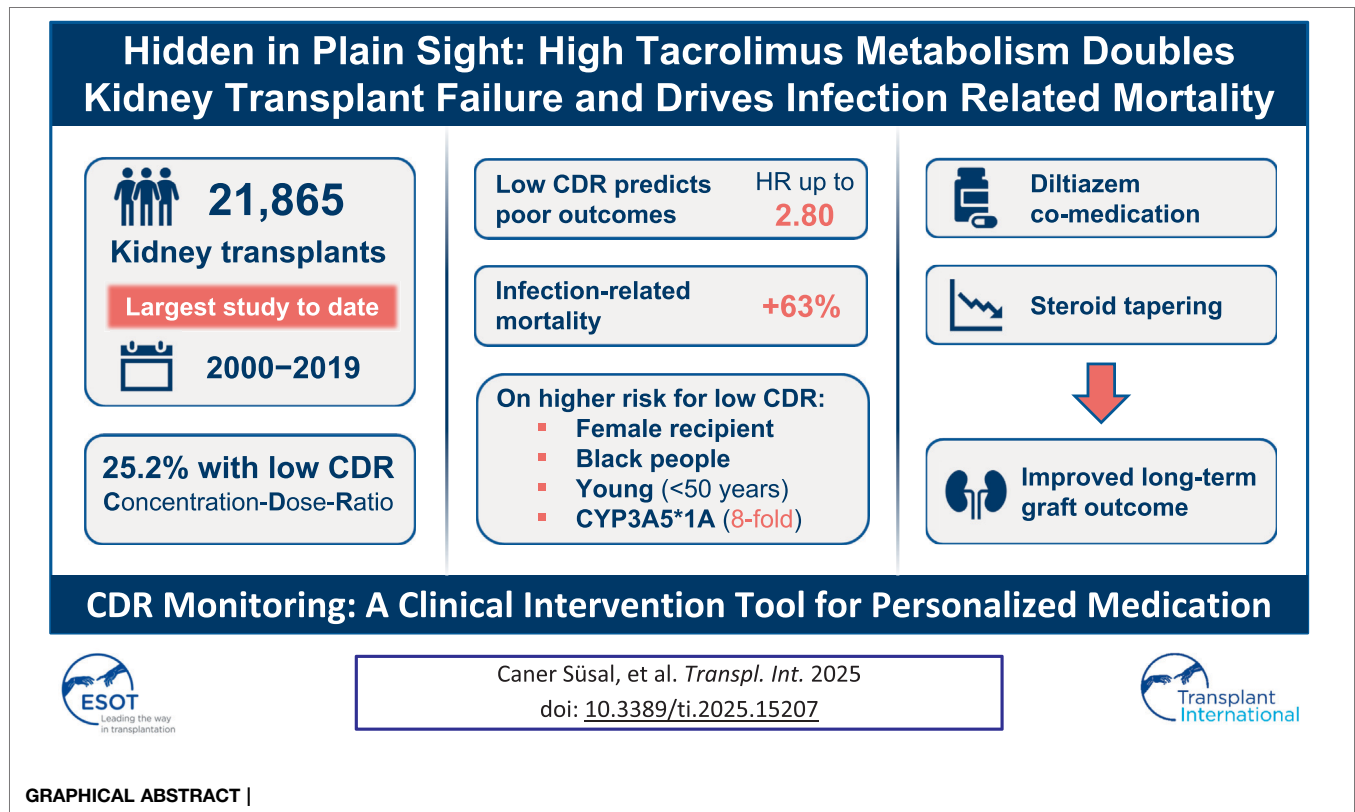 Hidden in Plain Sight: High Tacrolimus Metabolism Doubles
Kidney Transplant Failure and Drives Infection Related Mortality
21,865
Kidney transplants
Largest study to date
2000–2019
25.2% with low CDR
Concentration-Dose-Ratio
Low CDR predicts
poor outcomes
HR up to
2.80
Infection-related
mortality
+63%
On higher risk for low CDR:
▪ Female recipient
▪ Black people
▪ Young (<50 years)
▪ CYP3A5*1A (8-fold)
Diltiazem
co-medication
Steroid tapering
Improved long-term
graft outcome
CDR Monitoring: A Clinical Intervention Tool for Personalized Medication
ESOT
Leading the way
in transplantation
Caner Süsal, et al. Transpl. Int. 2025
doi: 10.3389/ti.2025.15207
Transplant
International
GRAPHICAL ABSTRACT |